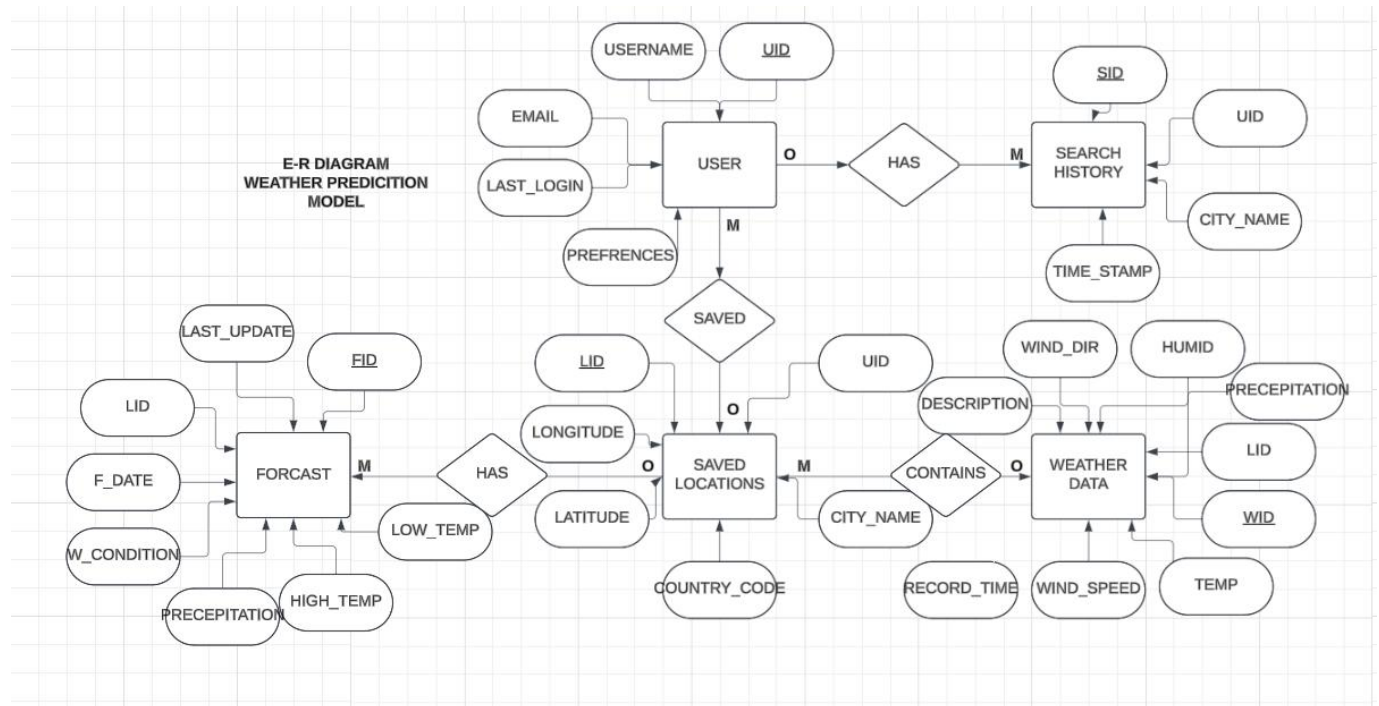 USERNAME
UID
SID
EMAIL
UID
E-R DIAGRAM
WEATHER PREDICITION
MODEL
USER
O
HAS
M
SEARCH
HISTORY
LAST_LOGIN
CITY_NAME
M
PREFRENCES
TIME_STAMP
SAVED
LAST_UPDATE
FID
LID
UID
WIND_DIR
HUMID
PRECEPITATION
LID
DESCRIPTION
O
LONGITUDE
LID
FORCAST
M
HAS
O
SAVED
LOCATIONS
M
CONTAINS
O
WEATHER
DATA
F_DATE
LATITUDE
CITY_NAME
WID
LOW_TEMP
W_CONDITION
COUNTRY_CODE
RECORD_TIME
WIND_SPEED
TEMP
PRECEPITATION
HIGH_TEMP